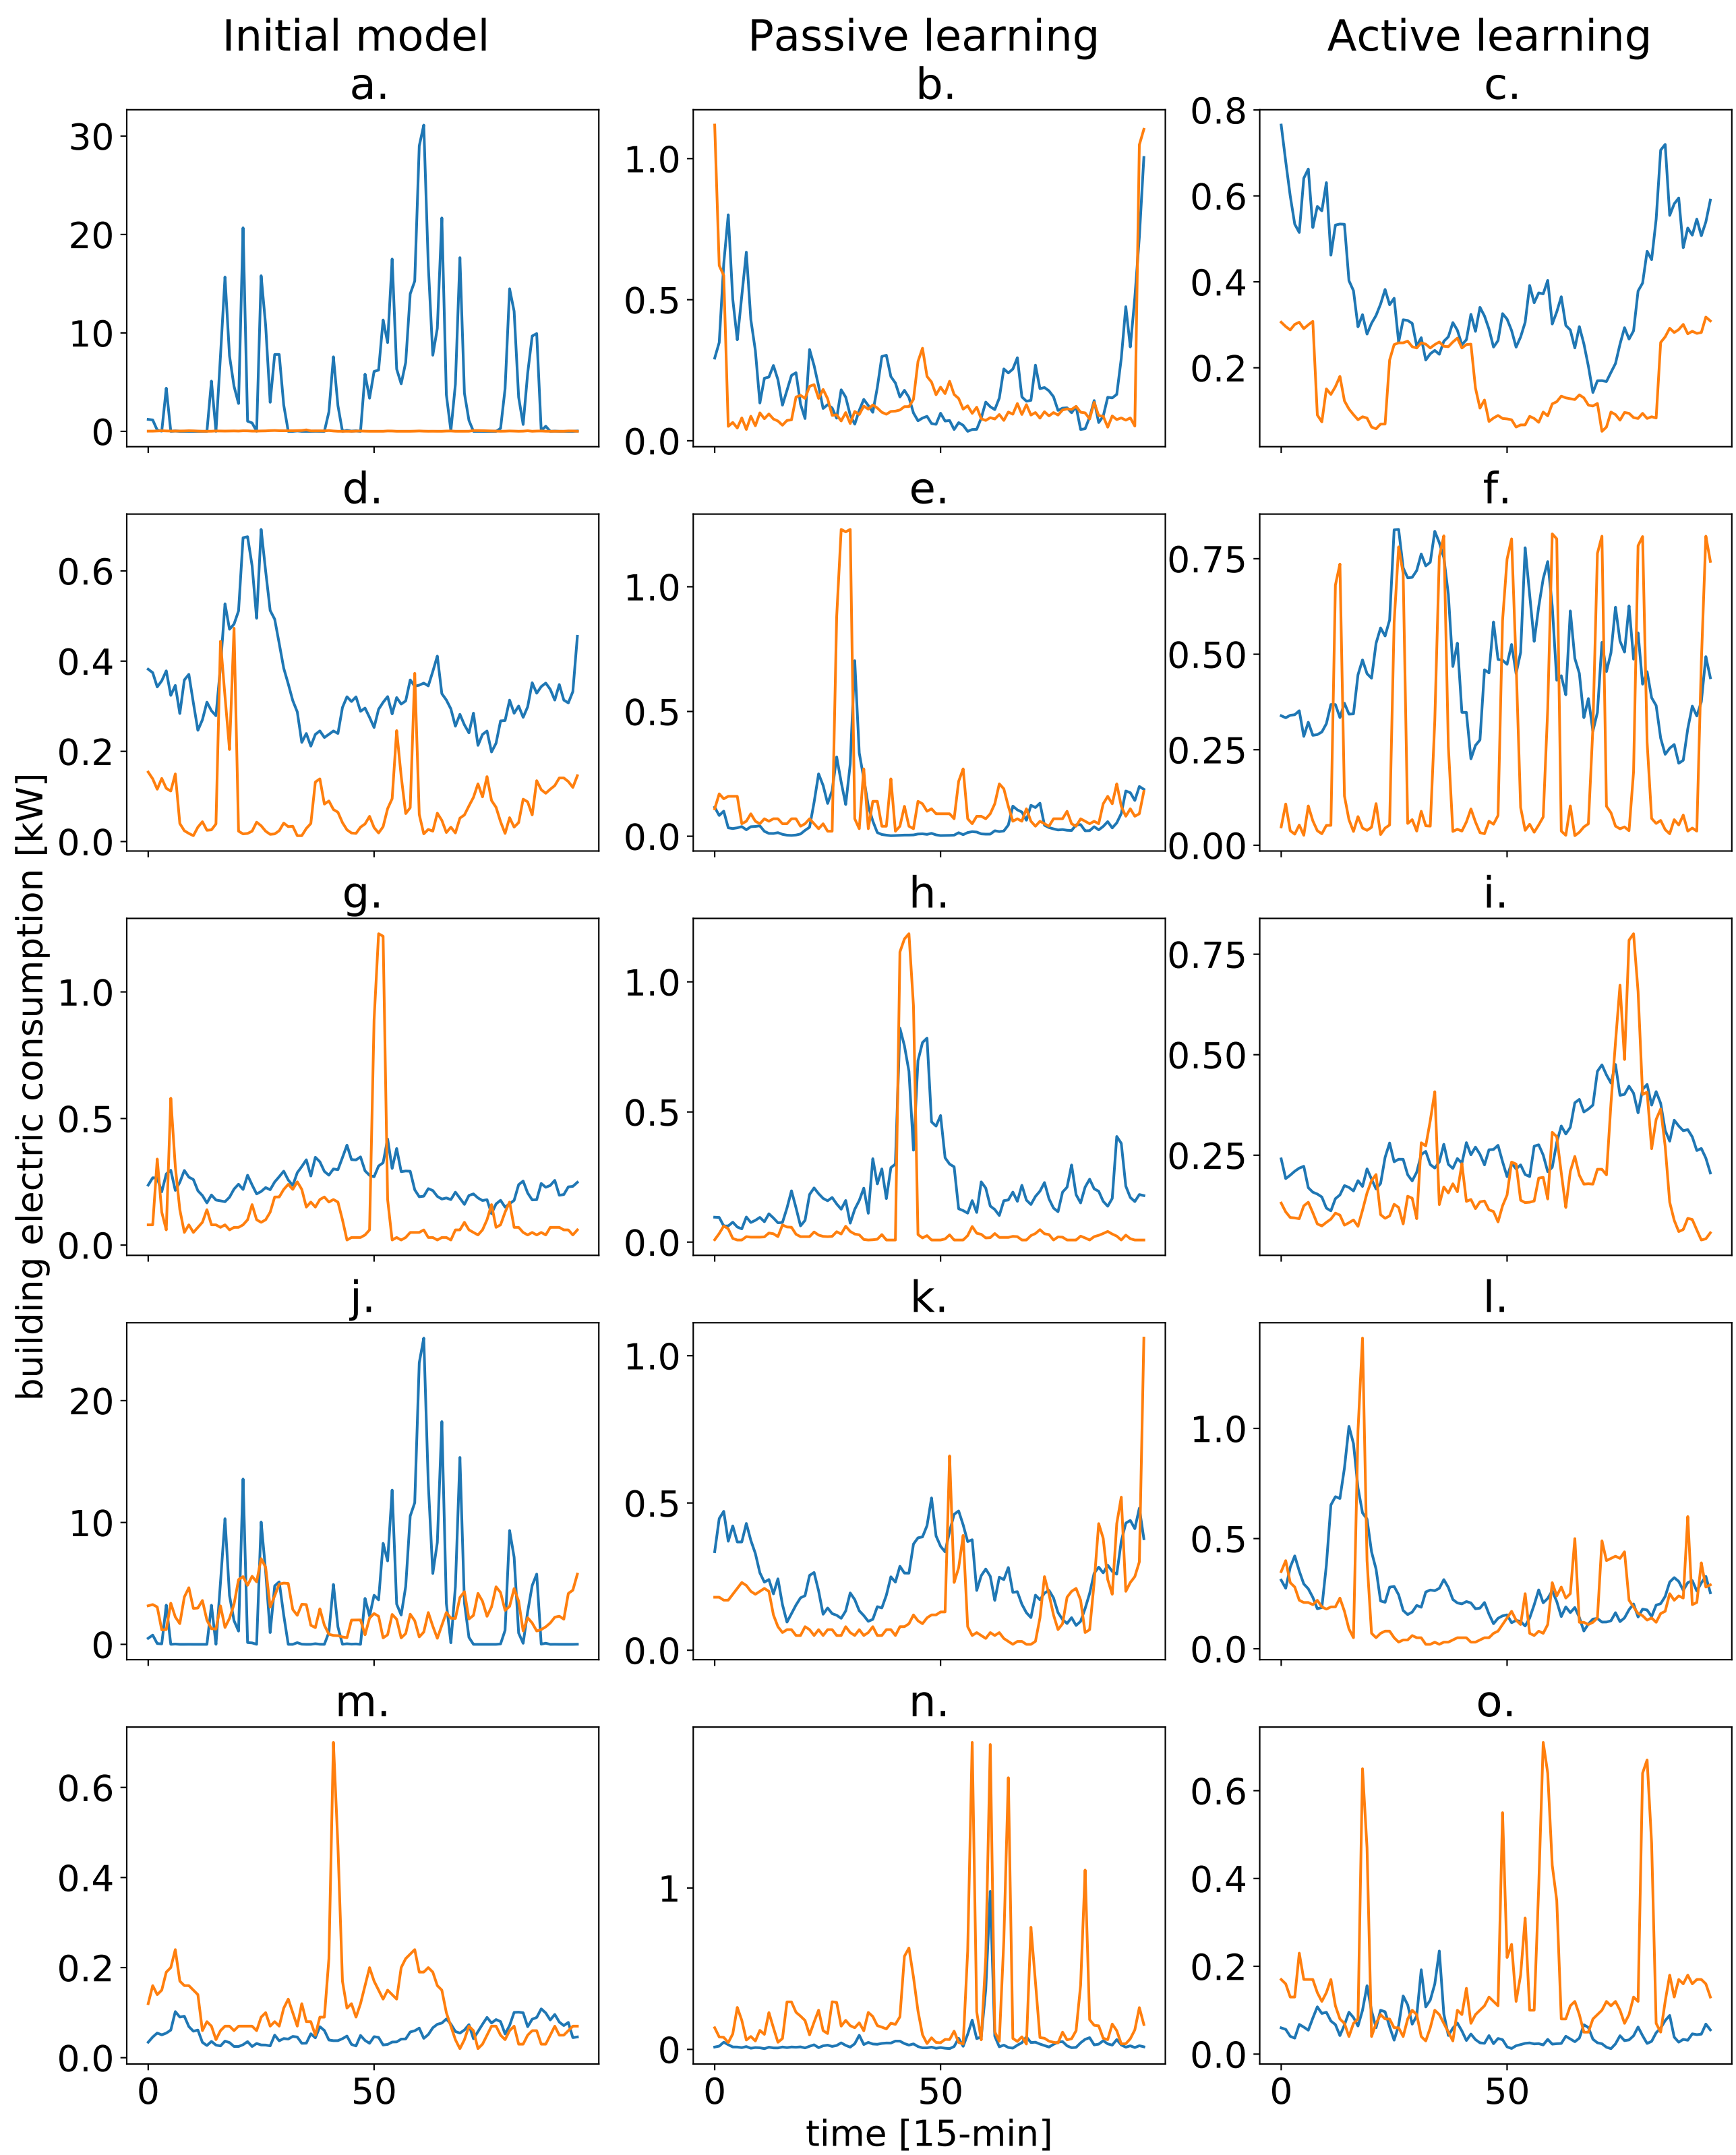 Initial model
Passive learning
Active learning
a.
b.
c.
30
20
10
0
1.0
0.5
0.0
0.8
0.6
0.4
0.2
d.
e.
f.
0.6
0.4
0.2
0.0
1.0
0.5
0.0
0.75
0.50
0.25
0.00
g.
h.
i.
1.0
0.5
0.0
1.0
0.5
0.0
0.75
0.50
0.25
j.
k.
l.
20
10
0
1.0
0.5
0.0
1.0
0.5
0.0
m.
n.
o.
0.6
0.4
0.2
0.0
1
0
0.6
0.4
0.2
0.0
0 50
0 50
0 50
building electric consumption [kW]
time [15-min]